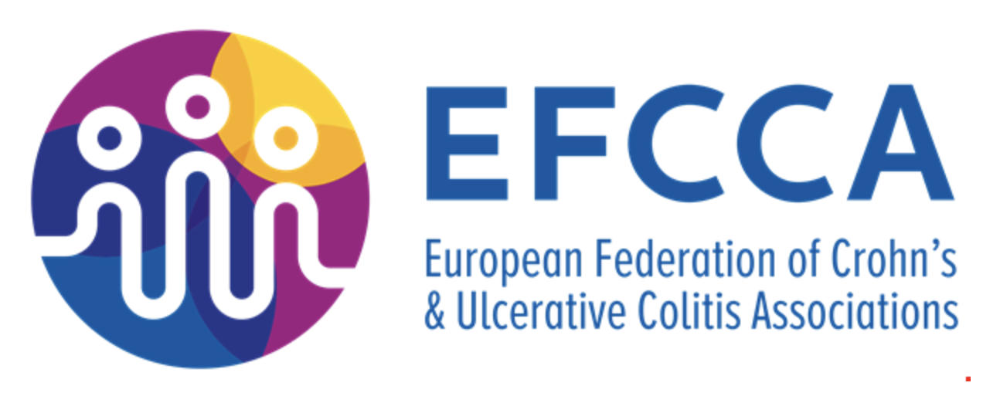 EFCCA
European Federation of Crohn’s
& Ulcerative Colitis Associations